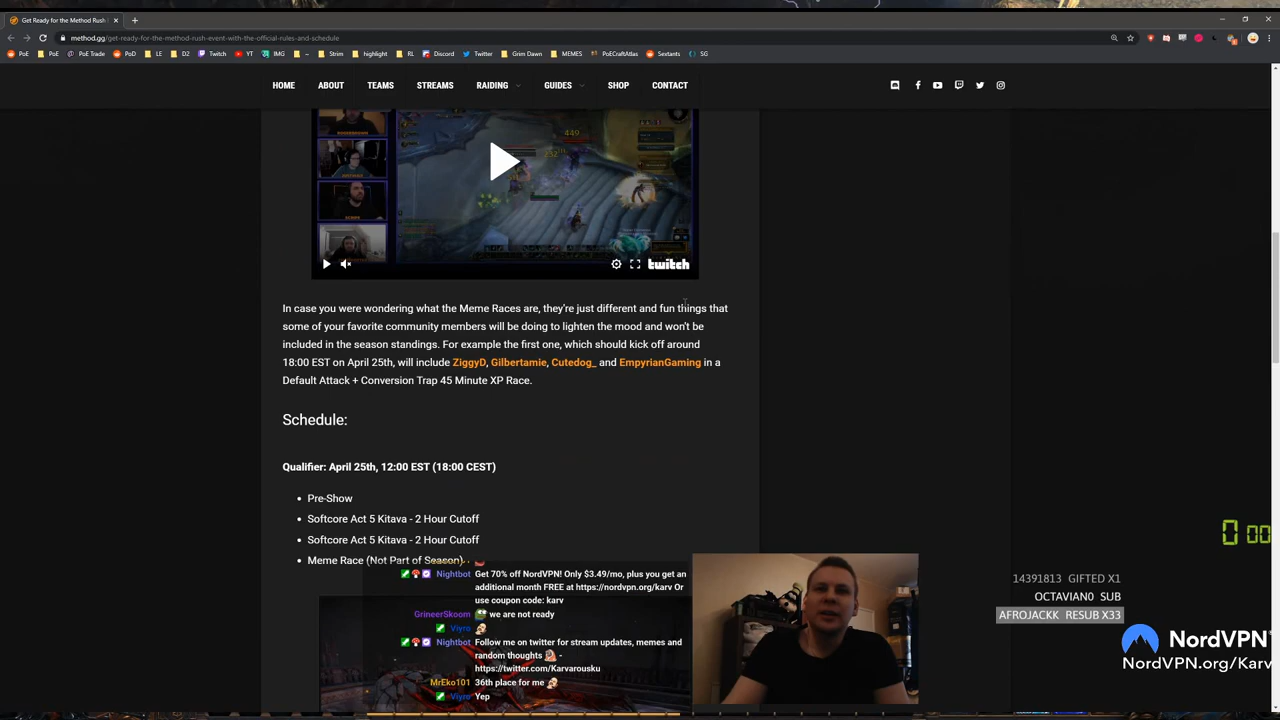 Get Ready for the Method Rush
method.gg/get-ready-for-the-method-rush-event-with-the-official-rules-and-schedule
PoE PoE PoE Trade PoD LE D2 Twitch YT IMG ~ Strim highlight RL Discord Twitter Grim Dawn MEMES PoECraftAtlas Sextants SG
HOME ABOUT TEAMS STREAMS RAIDING GUIDES SHOP CONTACT
449
232
twitch
In case you were wondering what the Meme Races are, they're just different and fun things that
some of your favorite community members will be doing to lighten the mood and won't be
included in the season standings. For example the first one, which should kick off around
18:00 EST on April 25th, will include ZiggyD, Gilbertamie, Cutedog_ and EmpyrianGaming in a
Default Attack + Conversion Trap 45 Minute XP Race.
Schedule:
Qualifier: April 25th, 12:00 EST (18:00 CEST)
• Pre-Show
• Softcore Act 5 Kitava - 2 Hour Cutoff
• Softcore Act 5 Kitava - 2 Hour Cutoff
• Meme Race (Not Part of Season)
Nightbot Get 70% off NordVPN! Only $3.49/mo, plus you get an
additional month FREE at https://nordvpn.org/karv Or
use coupon code: karv
GrineerSkoom we are not ready
Viyro
Nightbot Follow me on twitter for stream updates, memes and
random thoughts -
https://twitter.com/Karvarousku
MrEko101 36th place for me
Viyro Yep
0 00
14391813 GIFTED X1
OCTAVIAN0 SUB
AFROJACKK RESUB X33
NordVPN
NordVPN.org/Karv